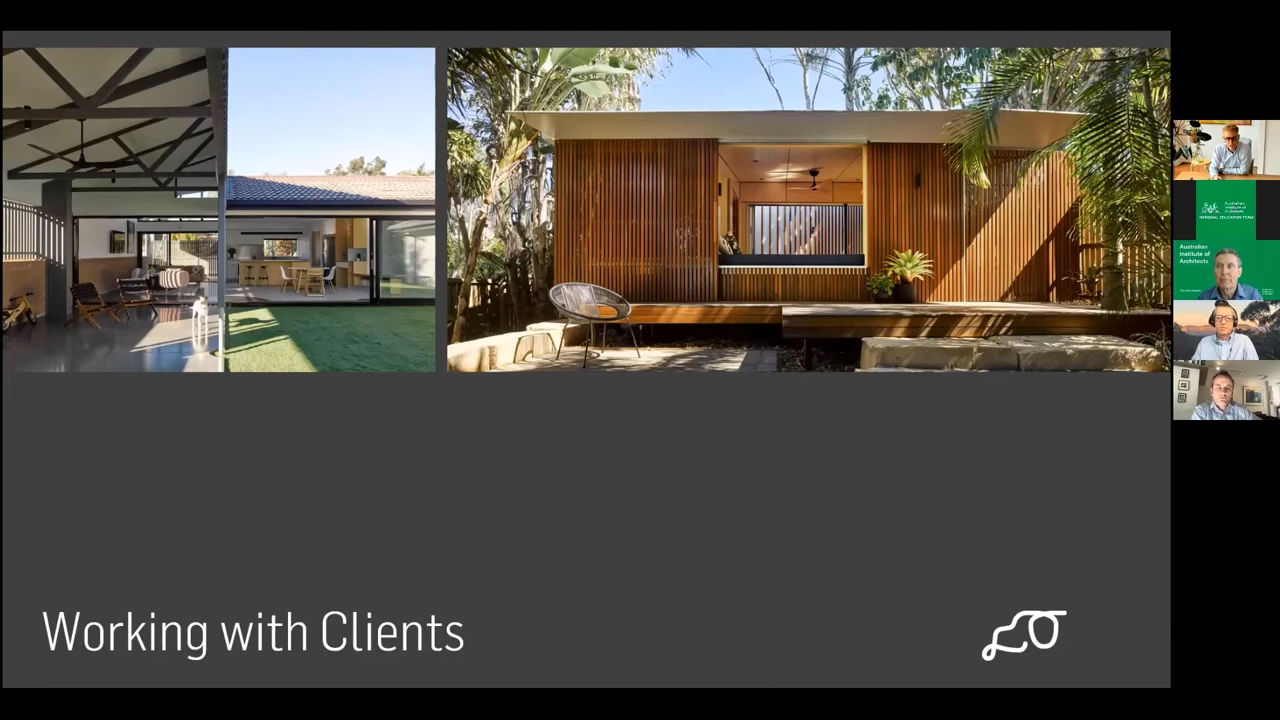 Working with Clients
Australian
Institute of
Architects
NATIONAL EDUCATION TEAM
Australian
Institute of
Architects